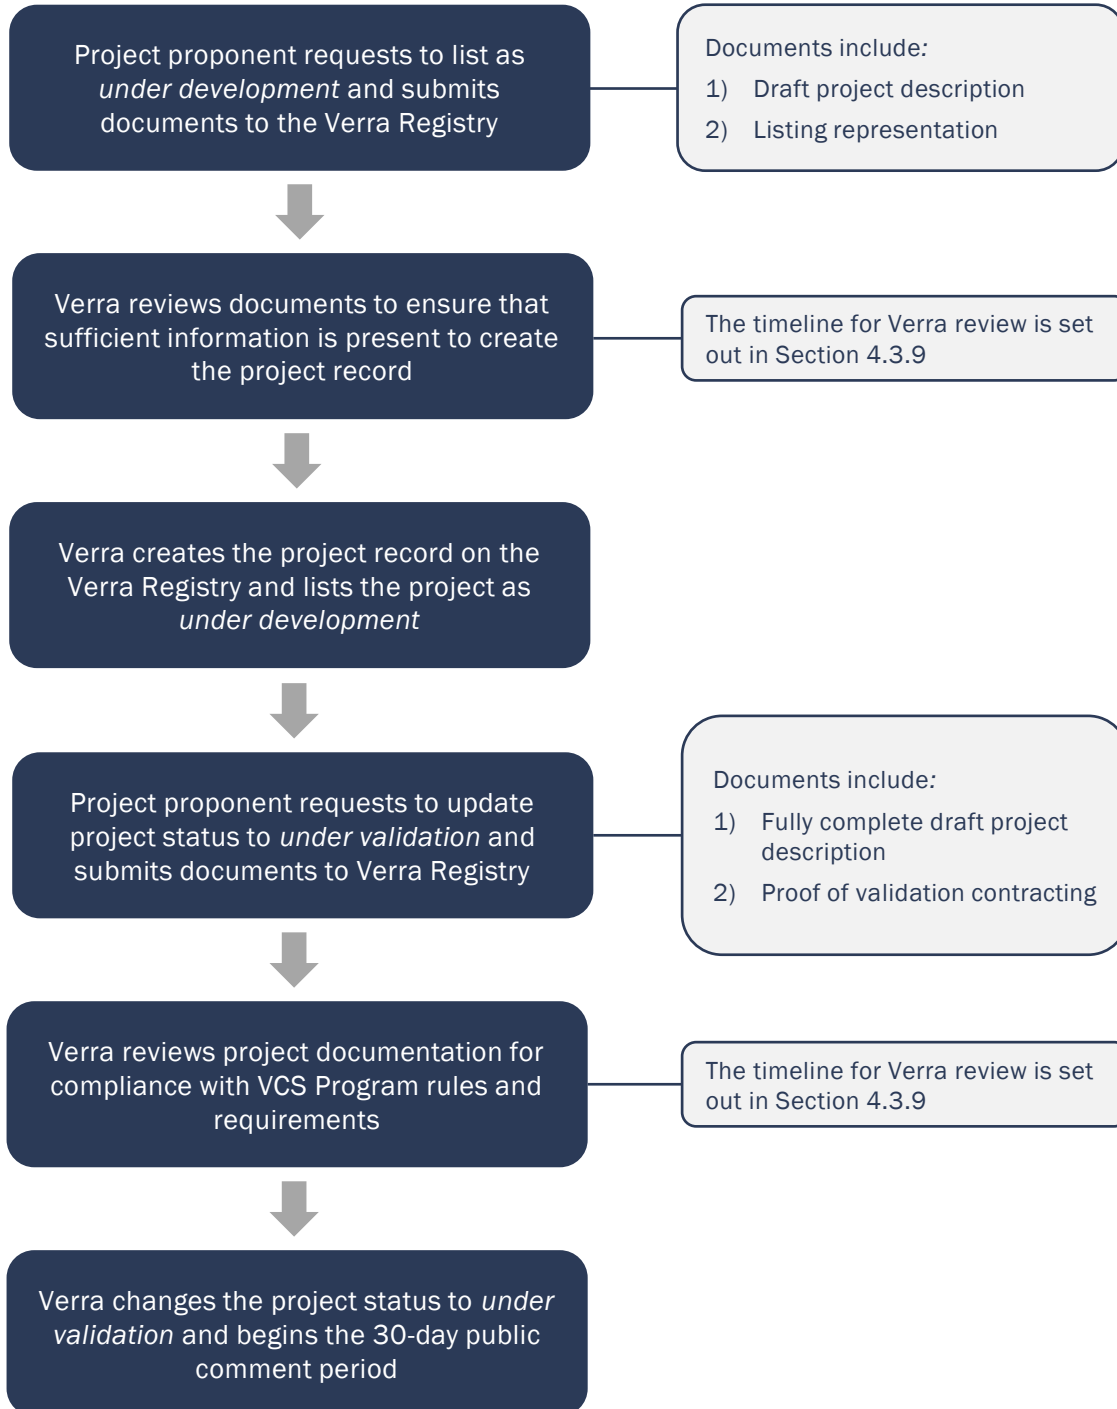 Project proponent requests to list as
under development and submits
documents to the Verra Registry
Documents include:
1) Draft project description
2) Listing representation
Verra reviews documents to ensure that
sufficient information is present to create
the project record
The timeline for Verra review is set
out in Section 4.3.9
Verra creates the project record on the
Verra Registry and lists the project as
under development
Project proponent requests to update
project status to under validation and
submits documents to Verra Registry
Documents include:
1) Fully complete draft project
description
2) Proof of validation contracting
Verra reviews project documentation for
compliance with VCS Program rules and
requirements
The timeline for Verra review is set
out in Section 4.3.9
Verra changes the project status to under
validation and begins the 30-day public
comment period